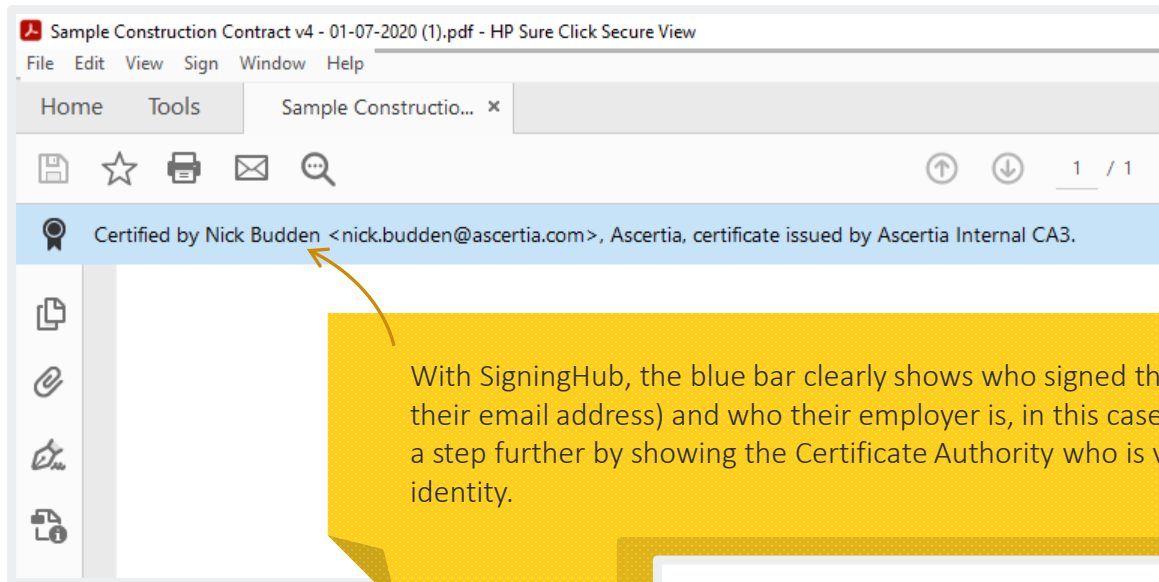 Sample Construction Contract v4 - 01-07-2020 (1).pdf - HP Sure Click Secure View
File Edit View Sign Window Help
Home Tools Sample Constructio... ×
1 / 1
Certified by Nick Budden <nick.budden@ascertia.com>, Ascertia, certificate issued by Ascertia Internal CA3.
With SigningHub, the blue bar clearly shows who signed th
their email address) and who their employer is, in this case
a step further by showing the Certificate Authority who is v
identity.